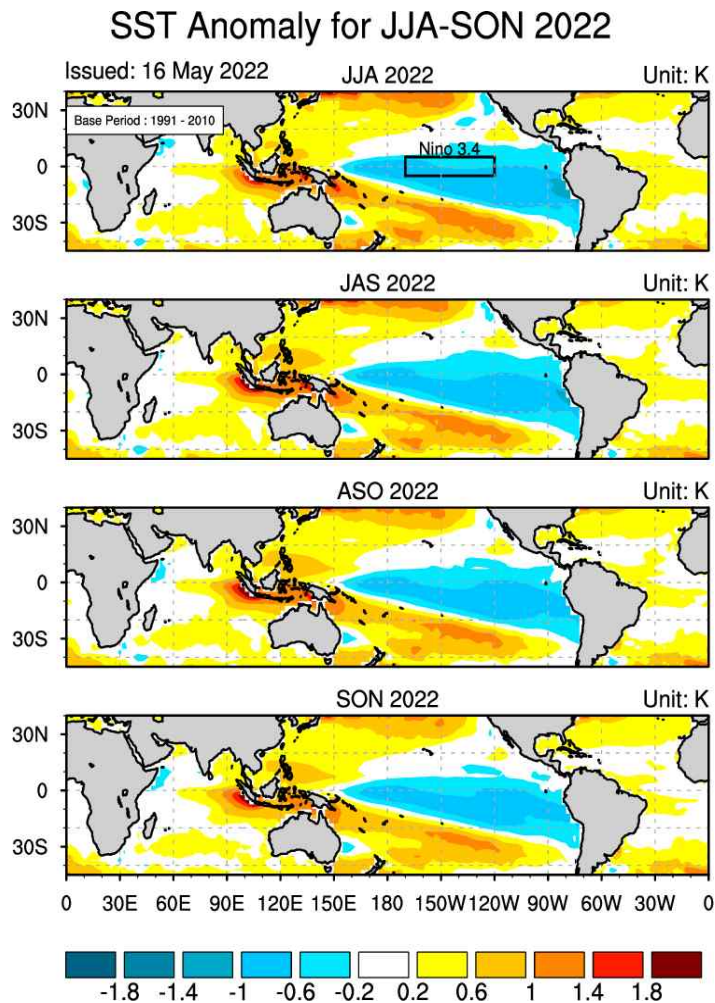 SST Anomaly for JJA-SON 2022
Issued: 16 May 2022 JJA 2022 Unit: K
30N
Base Period : 1991 - 2010
Nino 3.4
0
30S
JAS 2022 Unit: K
30N
0
30S
ASO 2022 Unit: K
30N
0
30S
SON 2022 Unit: K
30N
0
30S
0 30E 60E 90E 120E 150E 150W 120W 90W 60W 30W 0
-1.8 -1.4 -1 -0.6 -0.2 0.2 0.6 1 1.4 1.8